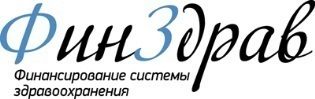 ФинЗдрав
Финансирование системы
здравоохранения